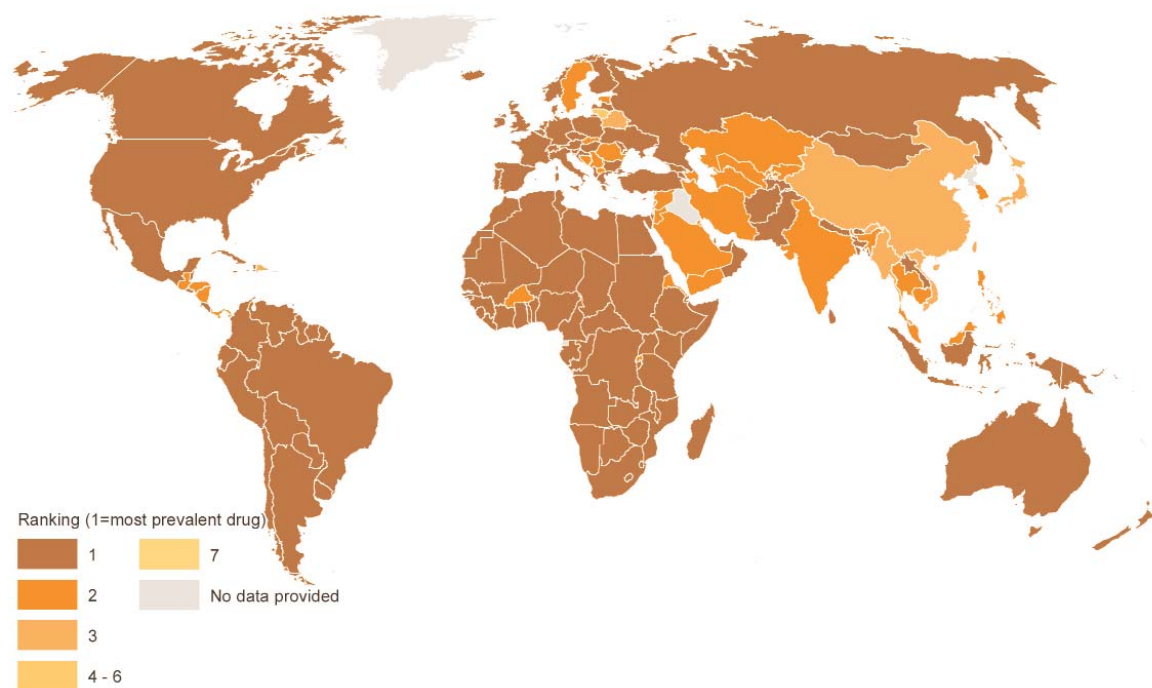 Ranking (1=most prevalent drug)
1
7
2
No data provided
3
4 - 6